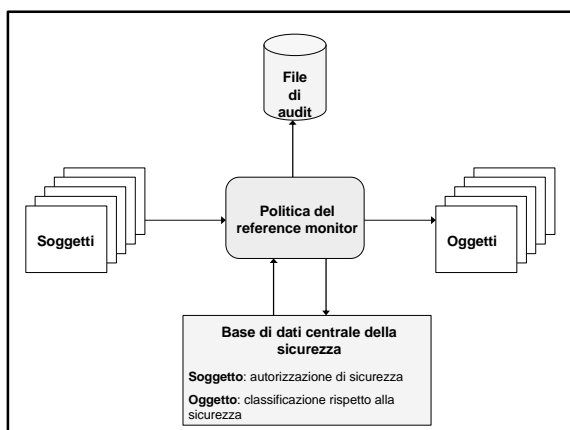 File
di
audit
Politica del
reference monitor
Soggetti
Oggetti
Base di dati centrale della
sicurezza
Soggetto: autorizzazione di sicurezza
Oggetto: classificazione rispetto alla
sicurezza